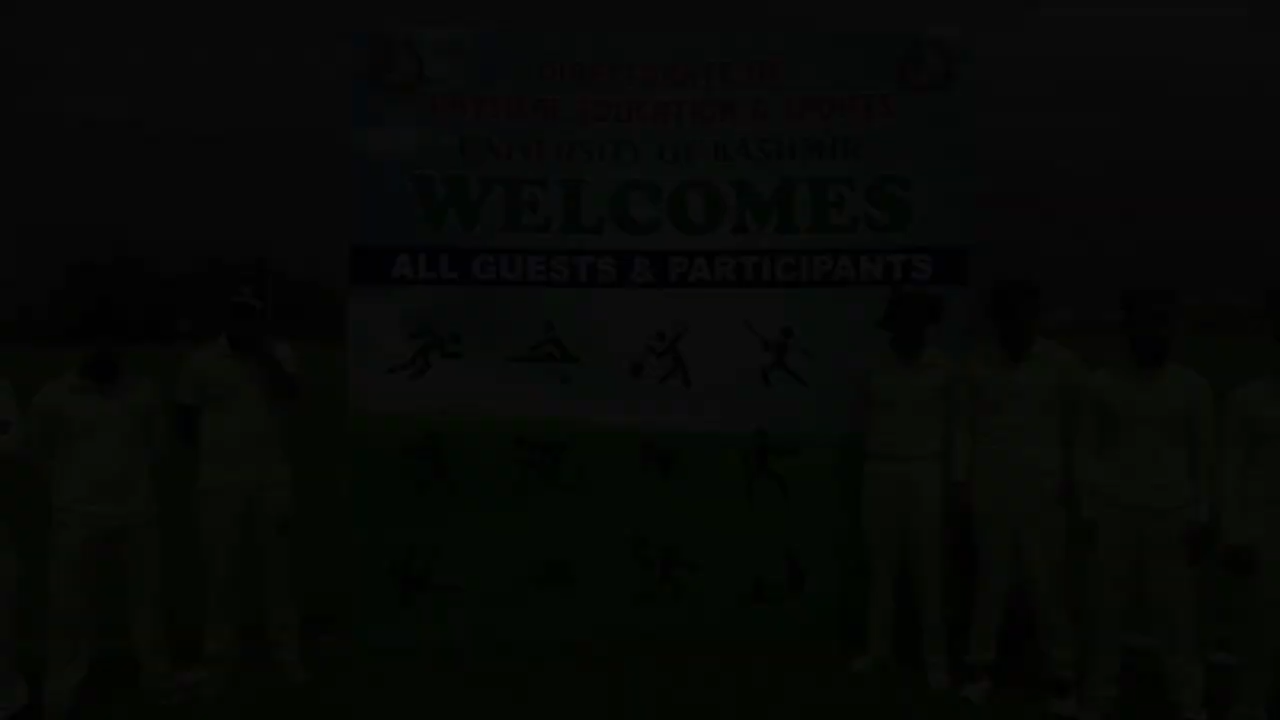 DIRECTORATE OF
PHYSICAL EDUCATION & SPORTS
UNIVERSITY OF KASHMIR
WELCOMES
ALL GUESTS & PARTICIPANTS